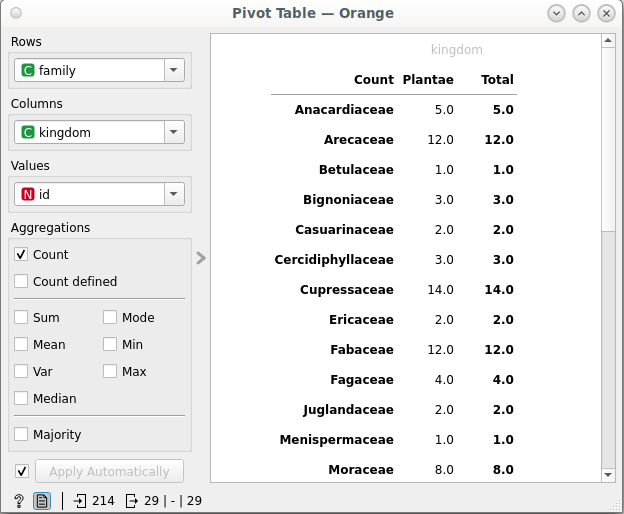 Pivot Table — Orange
Rows
C family
Columns
C kingdom
Values
N id
Aggregations
Count
Count defined
Sum Mode
Mean Min
Var Max
Median
Majority
Apply Automatically
? 214 29 | - | 29
kingdom
Count Plantae Total
Anacardiaceae 5.0 5.0
Arecaceae 12.0 12.0
Betulaceae 1.0 1.0
Bignoniaceae 3.0 3.0
Casuarinaceae 2.0 2.0
Cercidiphyllaceae 3.0 3.0
Cupressaceae 14.0 14.0
Ericaceae 2.0 2.0
Fabaceae 12.0 12.0
Fagaceae 4.0 4.0
Juglandaceae 2.0 2.0
Menispermaceae 1.0 1.0
Moraceae 8.0 8.0